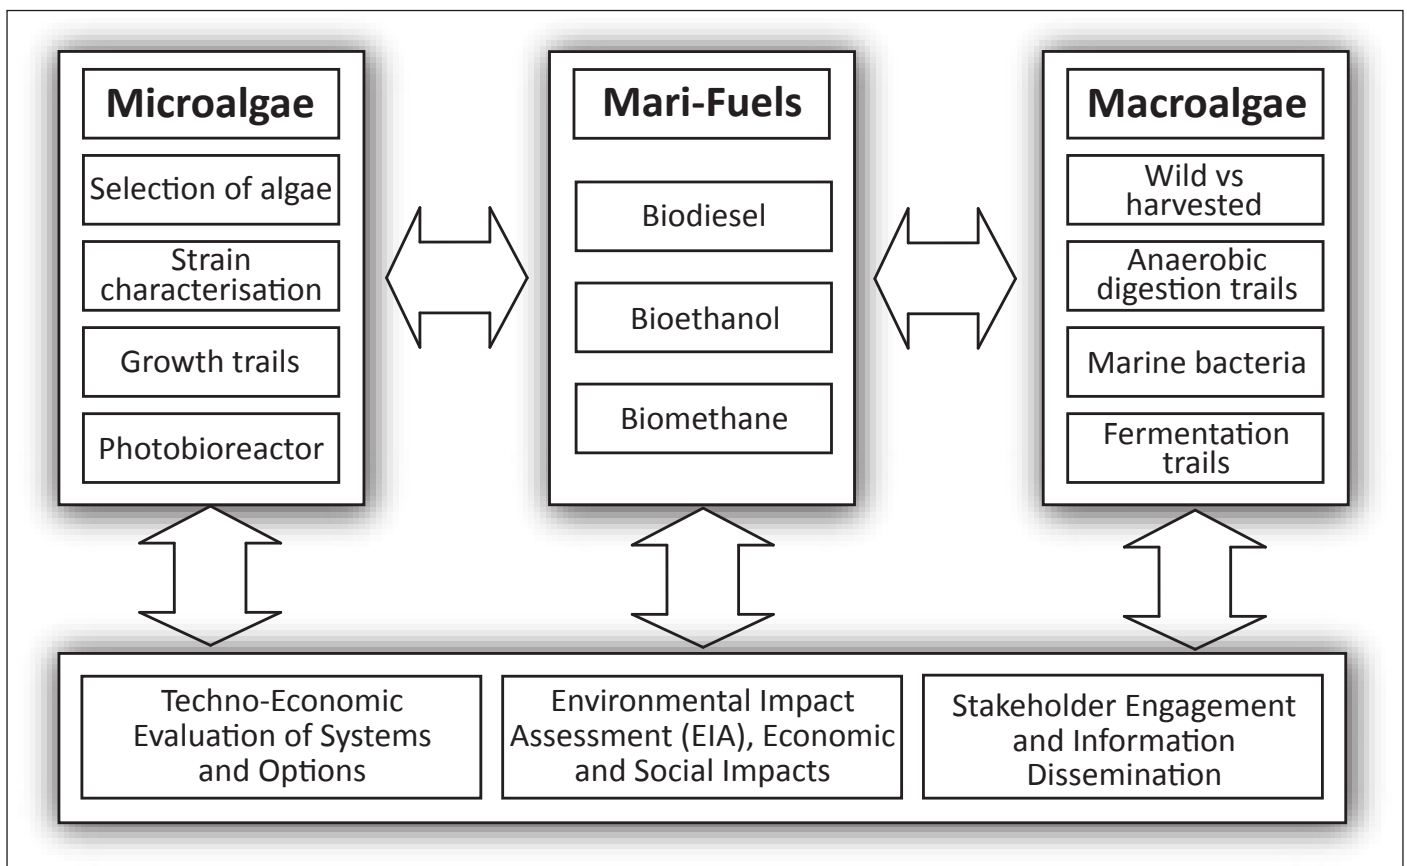 Microalgae
Selection of algae
Strain
characterisation
Growth trails
Photobioreactor
Mari-Fuels
Biodiesel
Bioethanol
Biomethane
Macroalgae
Wild vs
harvested
Anaerobic
digestion trails
Marine bacteria
Fermentation
trails
Techno-Economic
Evaluation of Systems
and Options
Environmental Impact
Assessment (EIA), Economic
and Social Impacts
Stakeholder Engagement
and Information
Dissemination